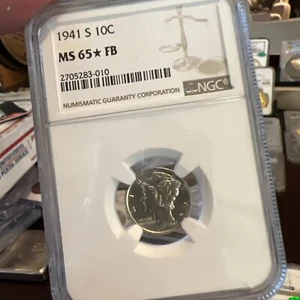 1941 S 10C
MS 65★ FB
2705283-010
NGC
NUMISMATIC GUARANTY CORPORATION